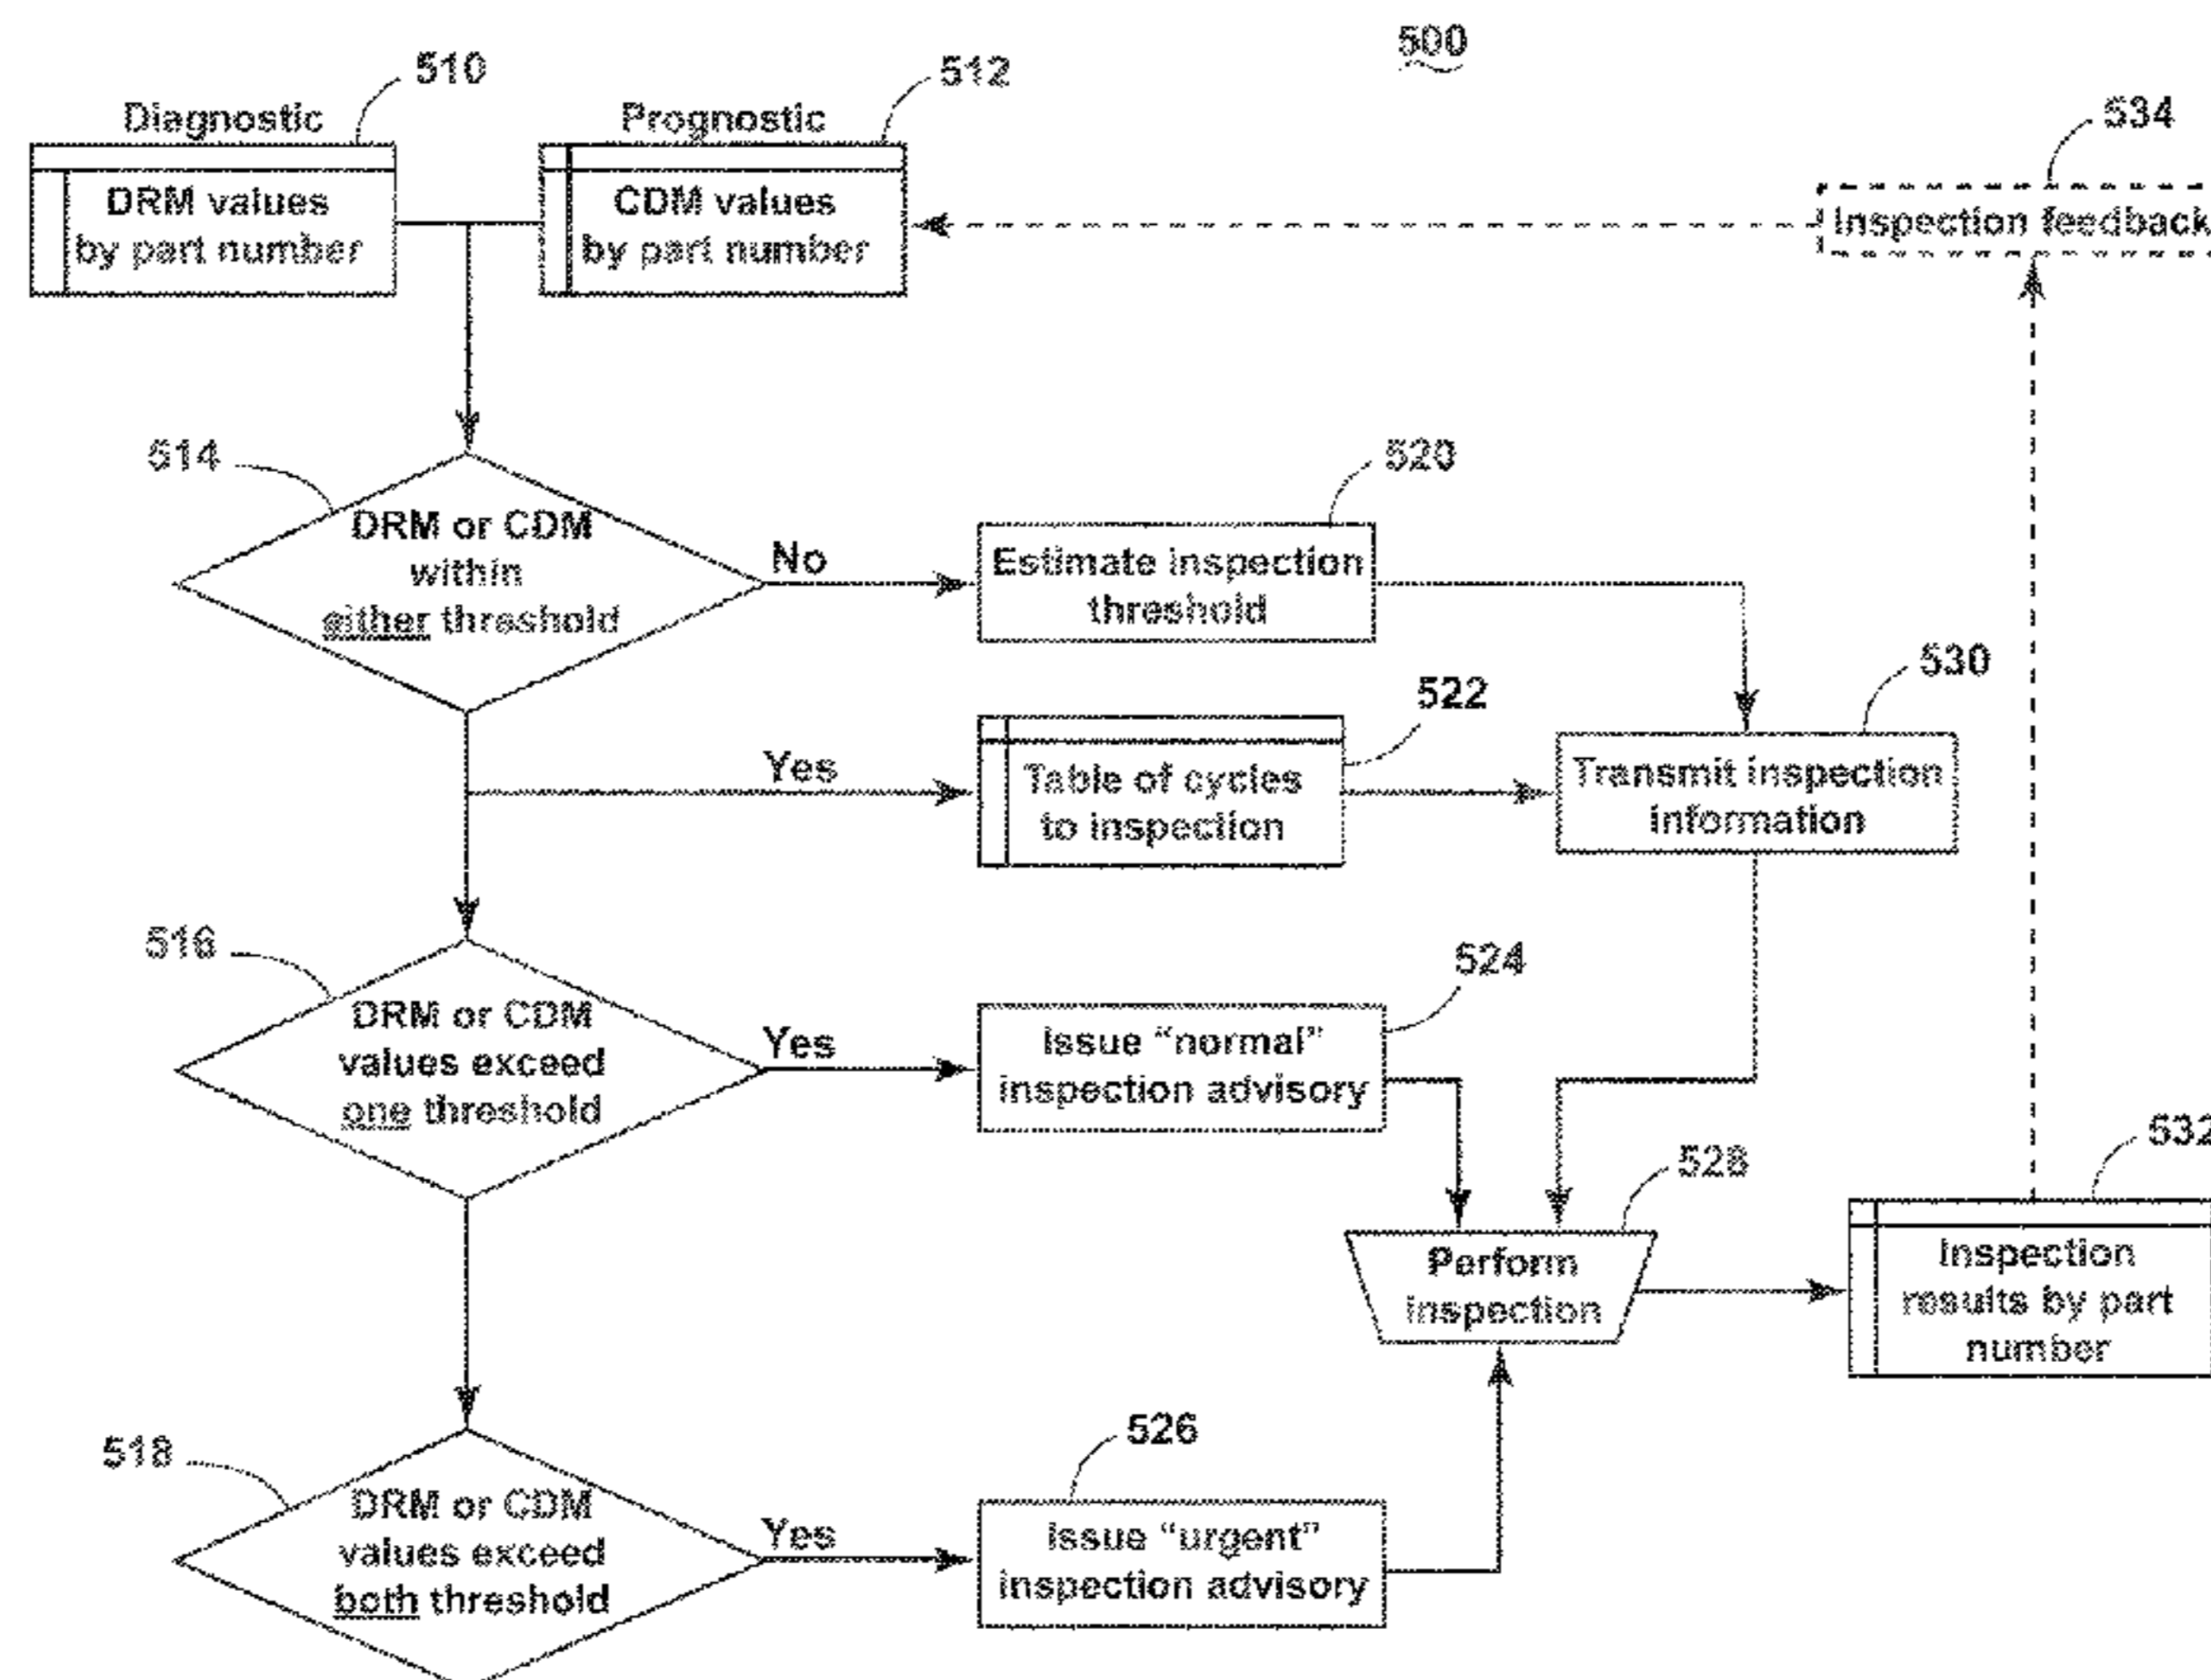 500
510
512
534
Diagnostic
Prognostic
DRM values
by part number
CDM values
by part number
Inspection feedback
514
520
DRM or CDM
within
either threshold
No
Estimate inspection
threshold
530
522
Yes
Table of cycles
to inspection
Transmit inspection
information
516
524
DRM or CDM
values exceed
one threshold
Yes
Issue "normal"
inspection advisory
532
528
Perform
inspection
Inspection
results by part
number
526
518
DRM or CDM
values exceed
both threshold
Yes
Issue "urgent"
inspection advisory